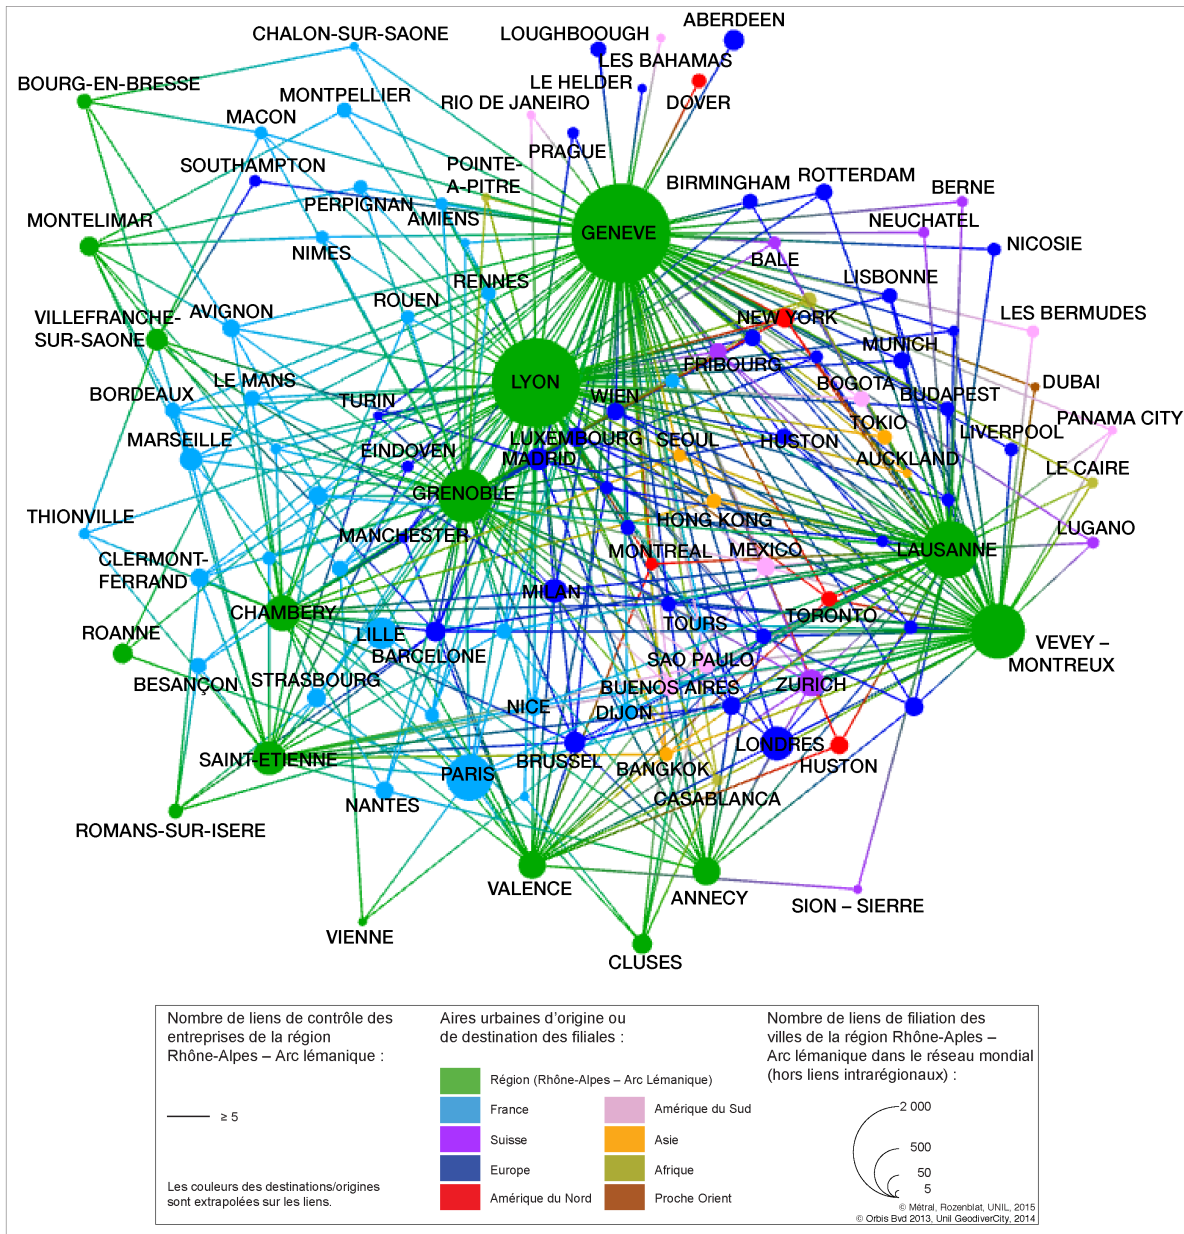 CHALON-SUR-SAONE
LOUGHBOOUGH
ABERDEEN
LES BAHAMAS
BOURG-EN-BRESSE
LE HELDER
MONTPELLIER
RIO DE JANEIRO
DOVER
MACON
PRAGUE
SOUTHAMPTON
POINTE-
A-PITRE
BIRMINGHAM
ROTTERDAM
BERNE
PERPIGNAN
AMIENS
MONTELIMAR
NEUCHATEL
GENEVE
NICOSIE
NIMES
BALE
RENNES
LISBONNE
ROUEN
AVIGNON
VILLEFRANCHE-
SUR-SAONE
NEW YORK
LES BERMUDES
MUNICH
FRIBOURG
LYON
LE MANS
BOGOTA
DUBAI
BORDEAUX
TURIN
WIEN
BUDAPEST
PANAMA CITY
TOKIO
LIVERPOOL
MARSEILLE
LUXEMBOURG
SEOUL
HUSTON
EINDOVEN
MADRID
AUCKLAND
LE CAIRE
GRENOBLE
THIONVILLE
HONG KONG
LUGANO
MANCHESTER
MONTREAL
MEXICO
LAUSANNE
CLERMONT-
FERRAND
MILAN
CHAMBERY
TORONTO
TOURS
ROANNE
LILLE
VEVEY –
MONTREUX
BARCELONE
SAO PAULO
BESANÇON
STRASBOURG
BUENOS AIRES
ZURICH
NICE
DIJON
LONDRES
SAINT-ETIENNE
BRUSSEL
HUSTON
PARIS
BANGKOK
NANTES
CASABLANCA
ROMANS-SUR-ISERE
VALENCE
ANNECY
SION – SIERRE
VIENNE
CLUSES
Nombre de liens de contrôle des
entreprises de la région
Rhône-Alpes – Arc lémanique :
≥ 5
Les couleurs des destinations/origines
sont extrapolées sur les liens.
Aires urbaines d'origine ou
de destination des filiales :
Région (Rhône-Alpes – Arc Lémanique)
France
Suisse
Europe
Amérique du Nord
Amérique du Sud
Asie
Afrique
Proche Orient
Nombre de liens de filiation des
villes de la région Rhône-Aples –
Arc lémanique dans le réseau mondial
(hors liens intrarégionaux) :
2 000
500
50
5
© Métral, Rozenblat, UNIL, 2015
© Orbis Bvd 2013, Unil GeodiverCity, 2014